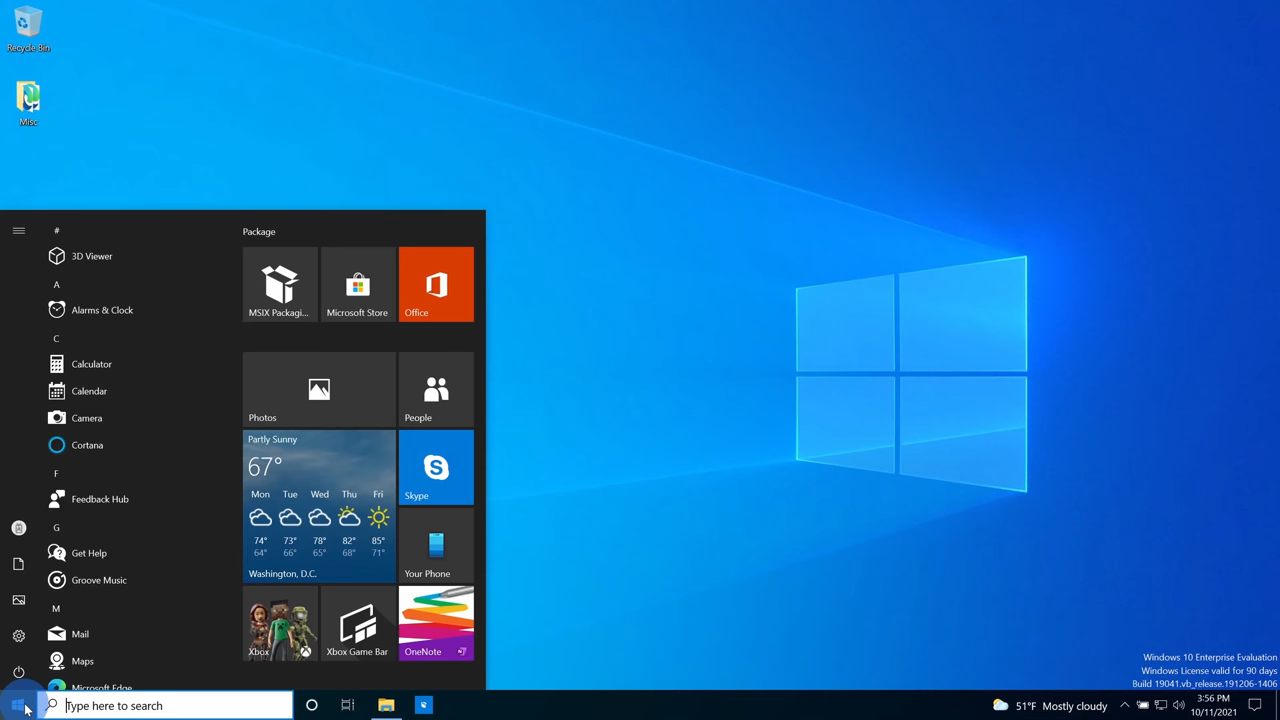 Recycle Bin
Misc
#
3D Viewer
A
Alarms & Clock
C
Calculator
Calendar
Camera
Cortana
F
Feedback Hub
G
Get Help
Groove Music
M
Mail
Maps
Microsoft Edge
Package
MSIX Packagi...
Microsoft Store
Office
Photos
People
Partly Sunny
67°
Mon Tue Wed Thu Fri
74° 73° 78° 82° 85°
64° 66° 65° 68° 71°
Washington, D.C.
Skype
Your Phone
Xbox
Xbox Game Bar
OneNote
Windows 10 Enterprise Evaluation
Windows License valid for 90 days
Build 19041.vb_release.191206-1406
Type here to search
51°F Mostly cloudy
3:56 PM
10/11/2021